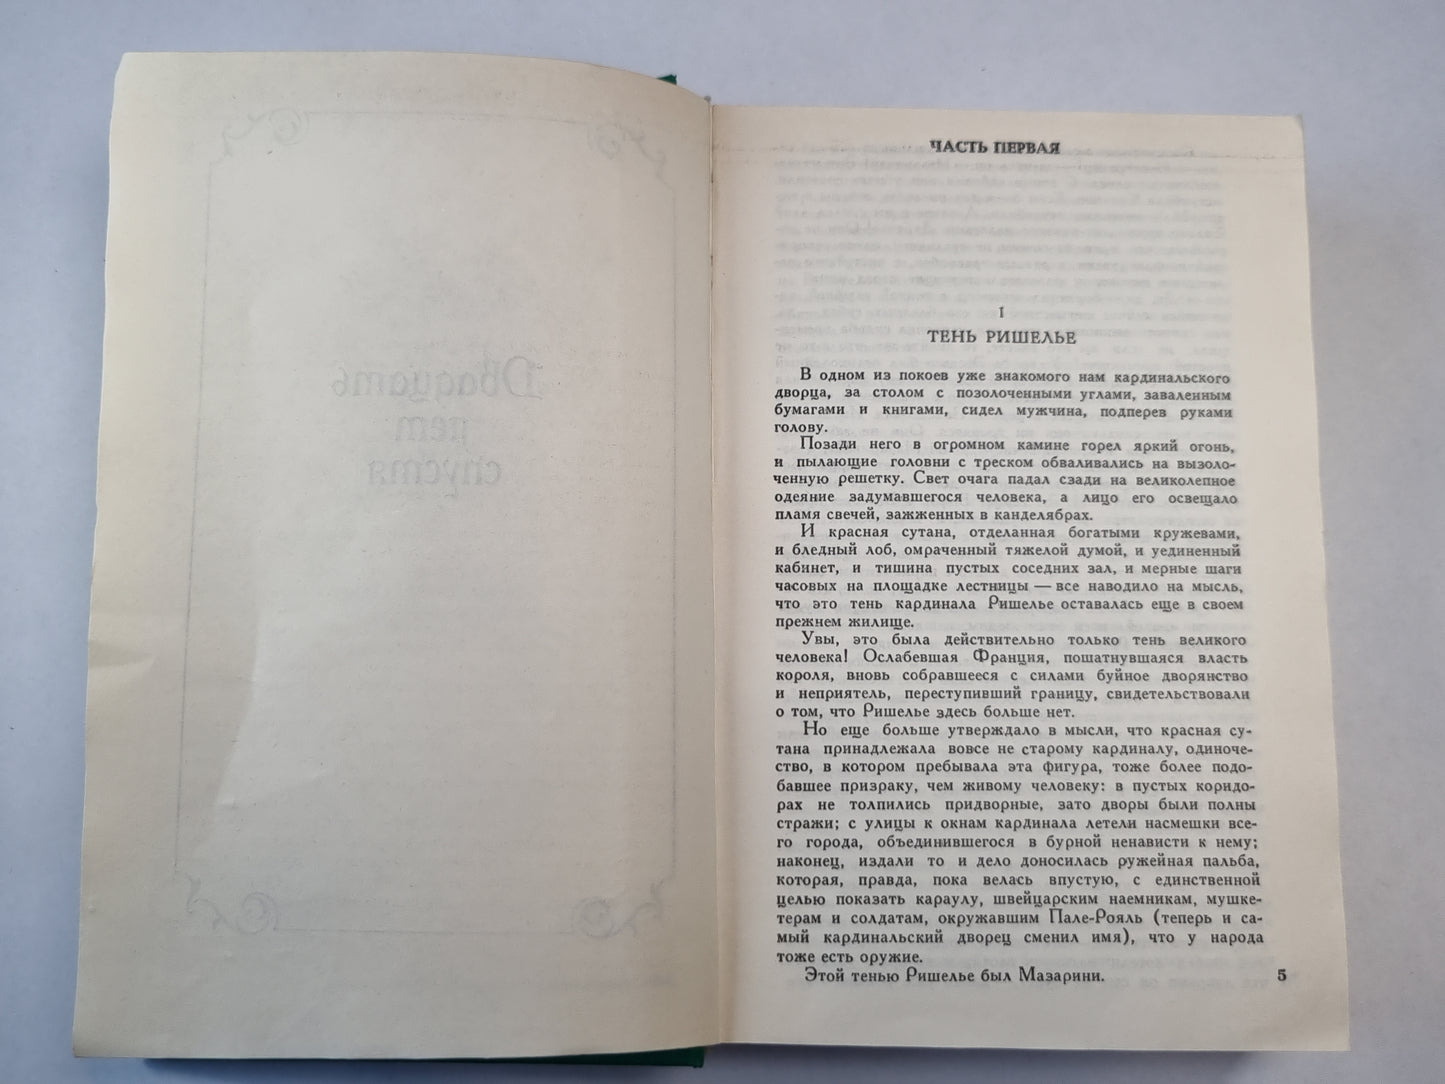 Двадцать
лет
спустя
ЧАСТЬ ПЕРВАЯ
I
ТЕНЬ РИШЕЛЬЕ
В одном из покоев уже знакомого нам кардинальского
дворца, за столом с позолоченными углами, заваленным
бумагами и книгами, сидел мужчина, подперев руками
голову.
Позади него в огромном камине горел яркий огонь,
и пылающие головни с треском обваливались на вызоло-
ченную решетку. Свет очага падал сзади на великолепное
одеяние задумавшегося человека, а лицо его освещало
пламя свечей, зажженных в канделябрах.
И красная сутана, отделанная богатыми кружевами,
и бледный лоб, омраченный тяжелой думой, и уединенный
кабинет, и тишина пустых соседних зал, и мерные шаги
часовых на площадке лестницы — все наводило на мысль,
что это тень кардинала Ришелье оставалась еще в своем
прежнем жилище.
Увы, это была действительно только тень великого
человека! Ослабевшая Франция, пошатнувшаяся власть
короля, вновь собравшееся с силами буйное дворянство
и неприятель, переступивший границу, свидетельствовали
о том, что Ришелье здесь больше нет.
Но еще больше утверждало в мысли, что красная су-
тана принадлежала вовсе не старому кардиналу, одиноче-
ство, в котором пребывала эта фигура, тоже более подо-
бавшее призраку, чем живому человеку: в пустых коридо-
рах не толпились придворные, зато дворы были полны
стражи; с улицы к окнам кардинала летели насмешки все-
го города, объединившегося в бурной ненависти к нему;
наконец, издали то и дело доносилась ружейная пальба,
которая, правда, пока велась впустую, с единственной
целью показать караулу, швейцарским наемникам, мушке-
терам и солдатам, окружавшим Пале-Рояль (теперь и са-
мый кардинальский дворец сменил имя), что у народа
тоже есть оружие.
Этой тенью Ришелье был Мазарини.
5